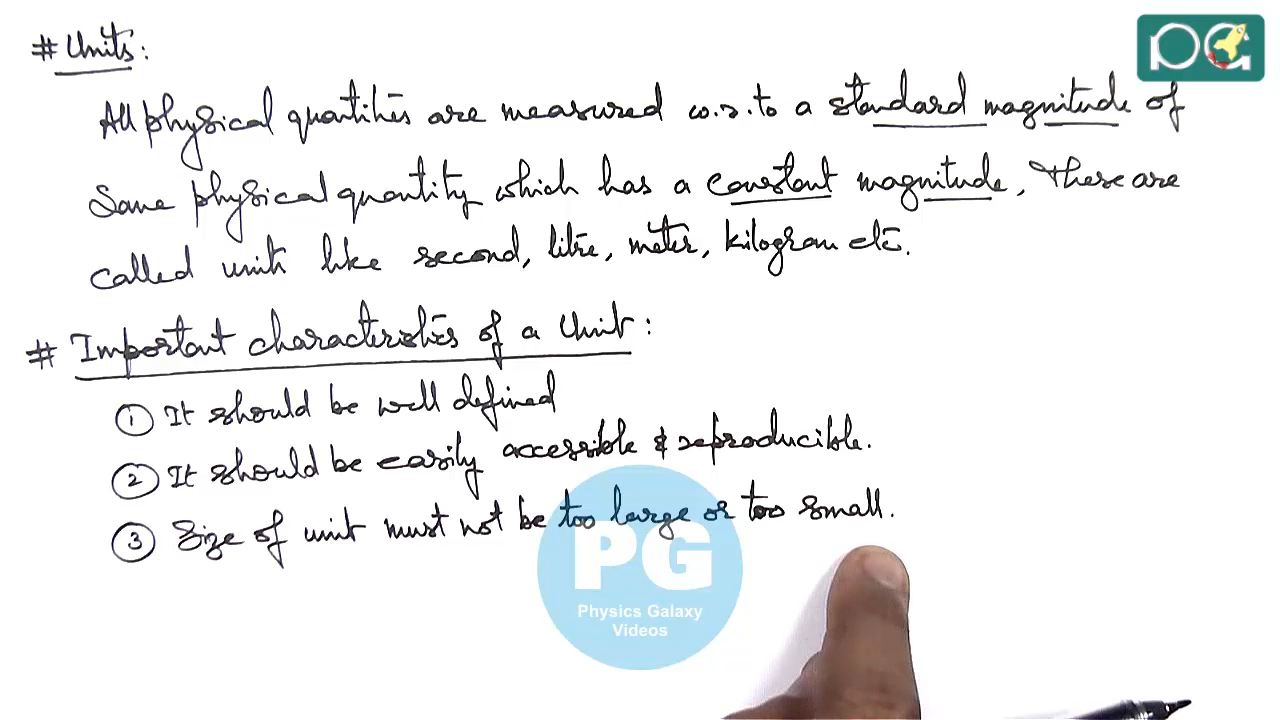 # Units:
All physical quantities are measured w.r.to a standard magnitude of
Same physical quantity which has a constant magnitude, These are
called units like second, litre, meter, kilogram etc.
# Important characteristics of a Unit:
① It should be well defined
② It should be easily accessible & reproducible.
③ Size of unit must not be too large or too small.
PG
Physics Galaxy
Videos